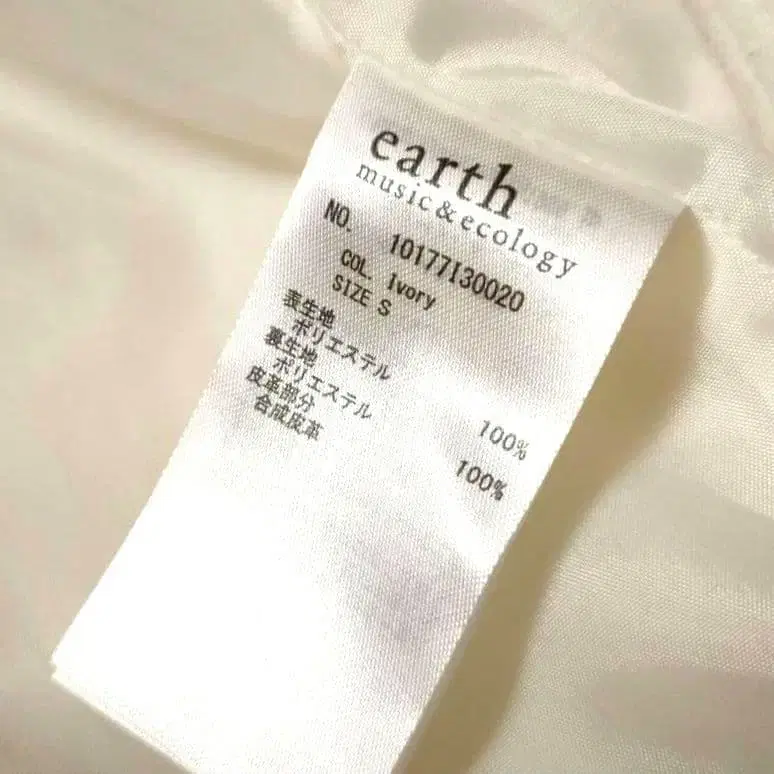 earth
music&ecology
NO. 10177130020
COL. Ivory
SIZE S
表生地
ポリエステル 100%
裏生地
ポリエステル 100%
皮革部分
合成皮革